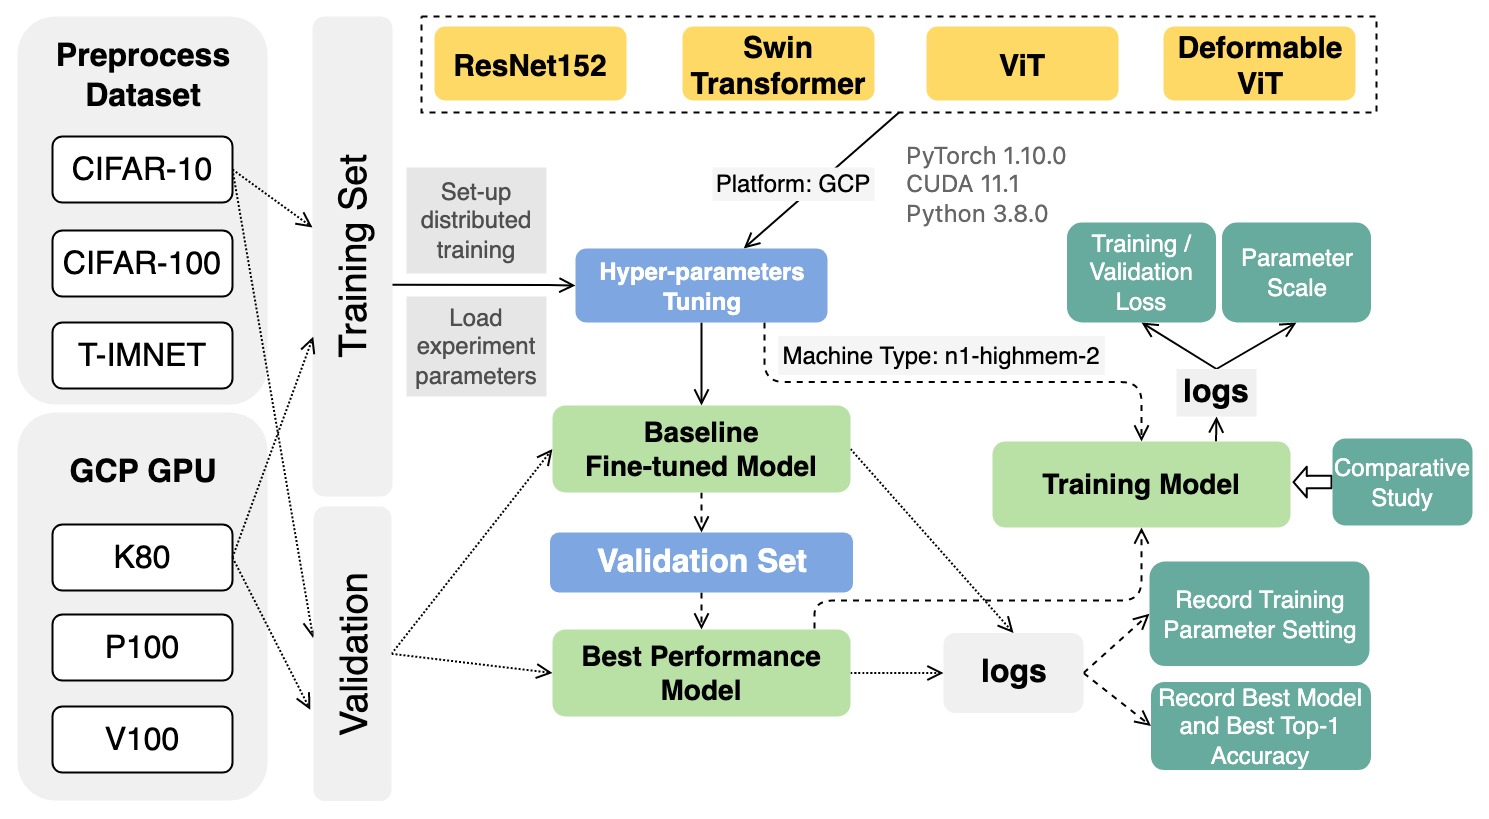 Preprocess
Dataset
CIFAR-10
CIFAR-100
T-IMNET
GCP GPU
K80
P100
V100
Training Set
Validation
ResNet152
Swin
Transformer
ViT
Deformable
ViT
Platform: GCP
PyTorch 1.10.0
CUDA 11.1
Python 3.8.0
Set-up
distributed
training
Load
experiment
parameters
Hyper-parameters
Tuning
Machine Type: n1-highmem-2
Baseline
Fine-tuned Model
Validation Set
Best Performance
Model
Training /
Validation
Loss
Parameter
Scale
logs
Training Model
Comparative
Study
logs
Record Training
Parameter Setting
Record Best Model
and Best Top-1
Accuracy